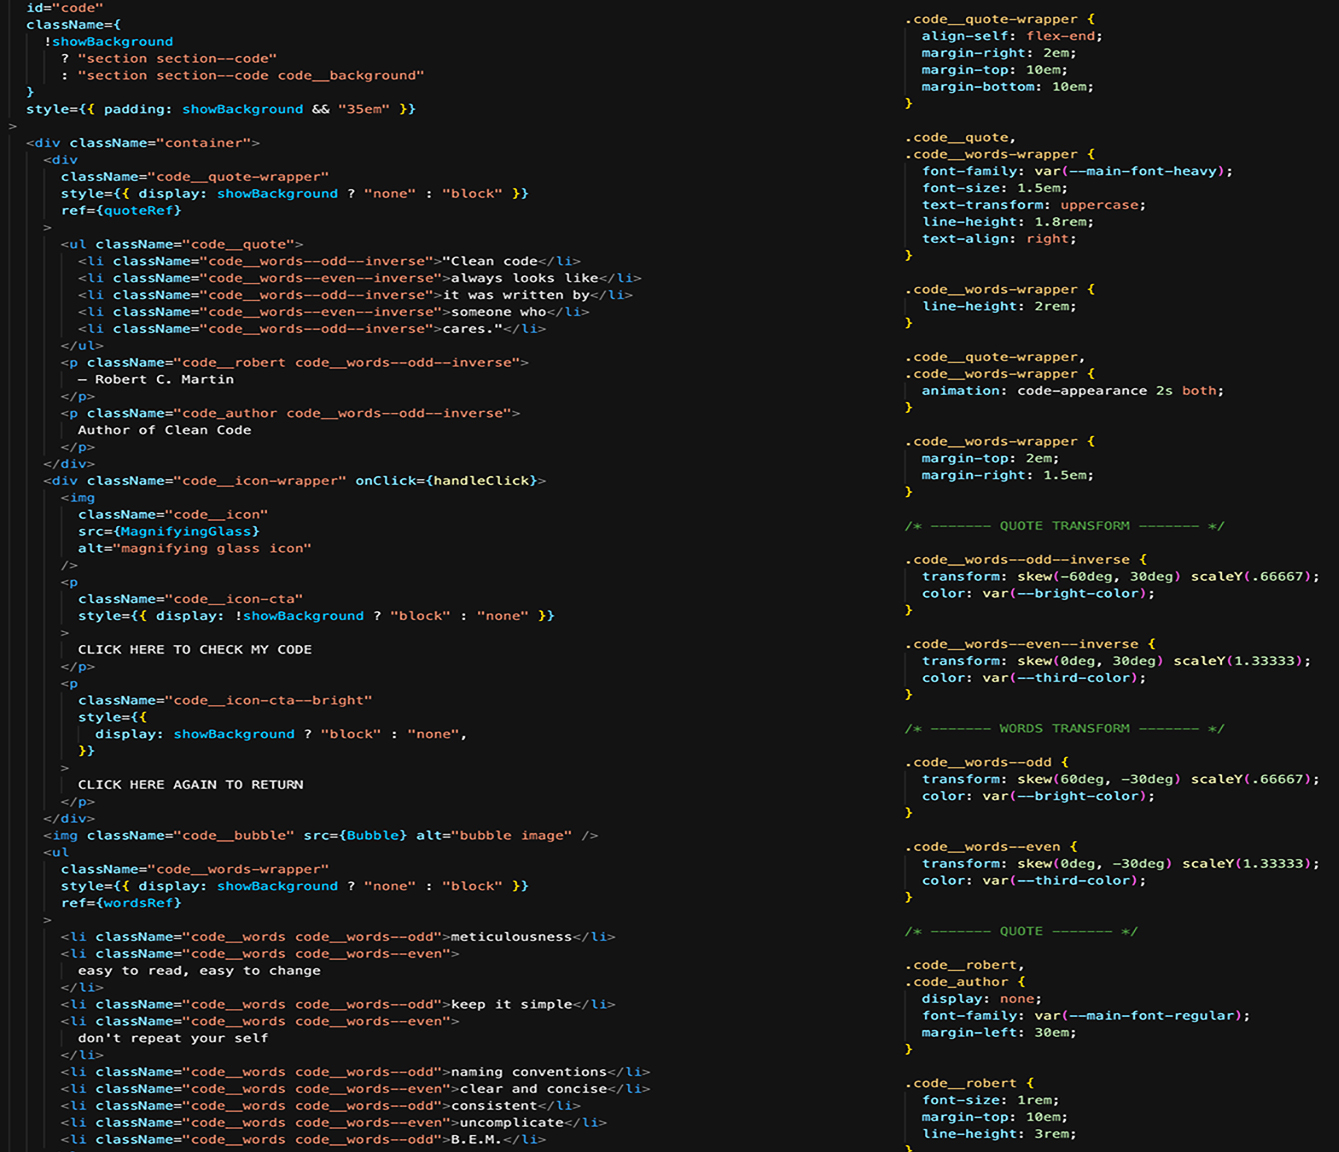 id="code"
className={
!showBackground
? "section section--code"
: "section section--code code__background"
}
style={{ padding: showBackground && "35em" }}
>
<div className="container">
<div
className="code__quote-wrapper"
style={{ display: showBackground ? "none" : "block" }}
ref={quoteRef}
>
<ul className="code__quote">
<li className="code__words--odd--inverse">"Clean code</li>
<li className="code__words--even--inverse">always looks like</li>
<li className="code__words--odd--inverse">it was written by</li>
<li className="code__words--even--inverse">someone who</li>
<li className="code__words--odd--inverse">cares."</li>
</ul>
<p className="code__robert code__words--odd--inverse">
– Robert C. Martin
</p>
<p className="code_author code__words--odd--inverse">
Author of Clean Code
</p>
</div>
<div className="code__icon-wrapper" onClick={handleClick}>
<img
className="code__icon"
src={MagnifyingGlass}
alt="magnifying glass icon"
/>
<p
className="code__icon-cta"
style={{ display: !showBackground ? "block" : "none" }}
>
CLICK HERE TO CHECK MY CODE
</p>
<p
className="code__icon-cta--bright"
style={{
display: showBackground ? "block" : "none",
}}
>
CLICK HERE AGAIN TO RETURN
</p>
</div>
<img className="code__bubble" src={Bubble} alt="bubble image" />
<ul
className="code__words-wrapper"
style={{ display: showBackground ? "none" : "block" }}
ref={wordsRef}
>
<li className="code__words code__words--odd">meticulousness</li>
<li className="code__words code__words--even">
easy to read, easy to change
</li>
<li className="code__words code__words--odd">keep it simple</li>
<li className="code__words code__words--even">
don't repeat your self
</li>
<li className="code__words code__words--odd">naming conventions</li>
<li className="code__words code__words--even">clear and concise</li>
<li className="code__words code__words--odd">consistent</li>
<li className="code__words code__words--even">uncomplicate</li>
<li className="code__words code__words--odd">B.E.M.</li>
.code__quote-wrapper {
align-self: flex-end;
margin-right: 2em;
margin-top: 10em;
margin-bottom: 10em;
}
.code__quote,
.code__words-wrapper {
font-family: var(--main-font-heavy);
font-size: 1.5em;
text-transform: uppercase;
line-height: 1.8rem;
text-align: right;
}
.code__words-wrapper {
line-height: 2rem;
}
.code__quote-wrapper,
.code__words-wrapper {
animation: code-appearance 2s both;
}
.code__words-wrapper {
margin-top: 2em;
margin-right: 1.5em;
}
/* ------- QUOTE TRANSFORM ------- */
.code__words--odd--inverse {
transform: skew(-60deg, 30deg) scaleY(.66667);
color: var(--bright-color);
}
.code__words--even--inverse {
transform: skew(0deg, 30deg) scaleY(1.33333);
color: var(--third-color);
}
/* ------- WORDS TRANSFORM ------- */
.code__words--odd {
transform: skew(60deg, -30deg) scaleY(.66667);
color: var(--bright-color);
}
.code__words--even {
transform: skew(0deg, -30deg) scaleY(1.33333);
color: var(--third-color);
}
/* ------- QUOTE ------- */
.code__robert,
.code_author {
display: none;
font-family: var(--main-font-regular);
margin-left: 30em;
}
.code__robert {
font-size: 1rem;
margin-top: 10em;
line-height: 3rem;
}